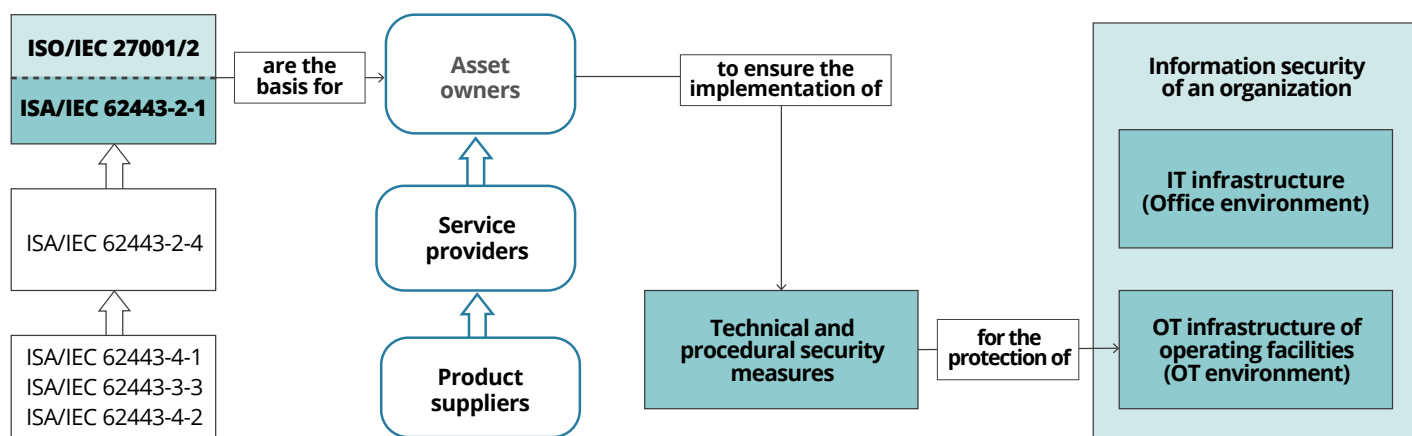 ISO/IEC 27001/2
ISA/IEC 62443-2-1
are the
basis for
Asset
owners
to ensure the
implementation of
Information security
of an organization
IT infrastructure
(Office environment)
ISA/IEC 62443-2-4
Service
providers
Technical and
procedural security
measures
for the
protection of
OT infrastructure of
operating facilities
(OT environment)
ISA/IEC 62443-4-1
ISA/IEC 62443-3-3
ISA/IEC 62443-4-2
Product
suppliers